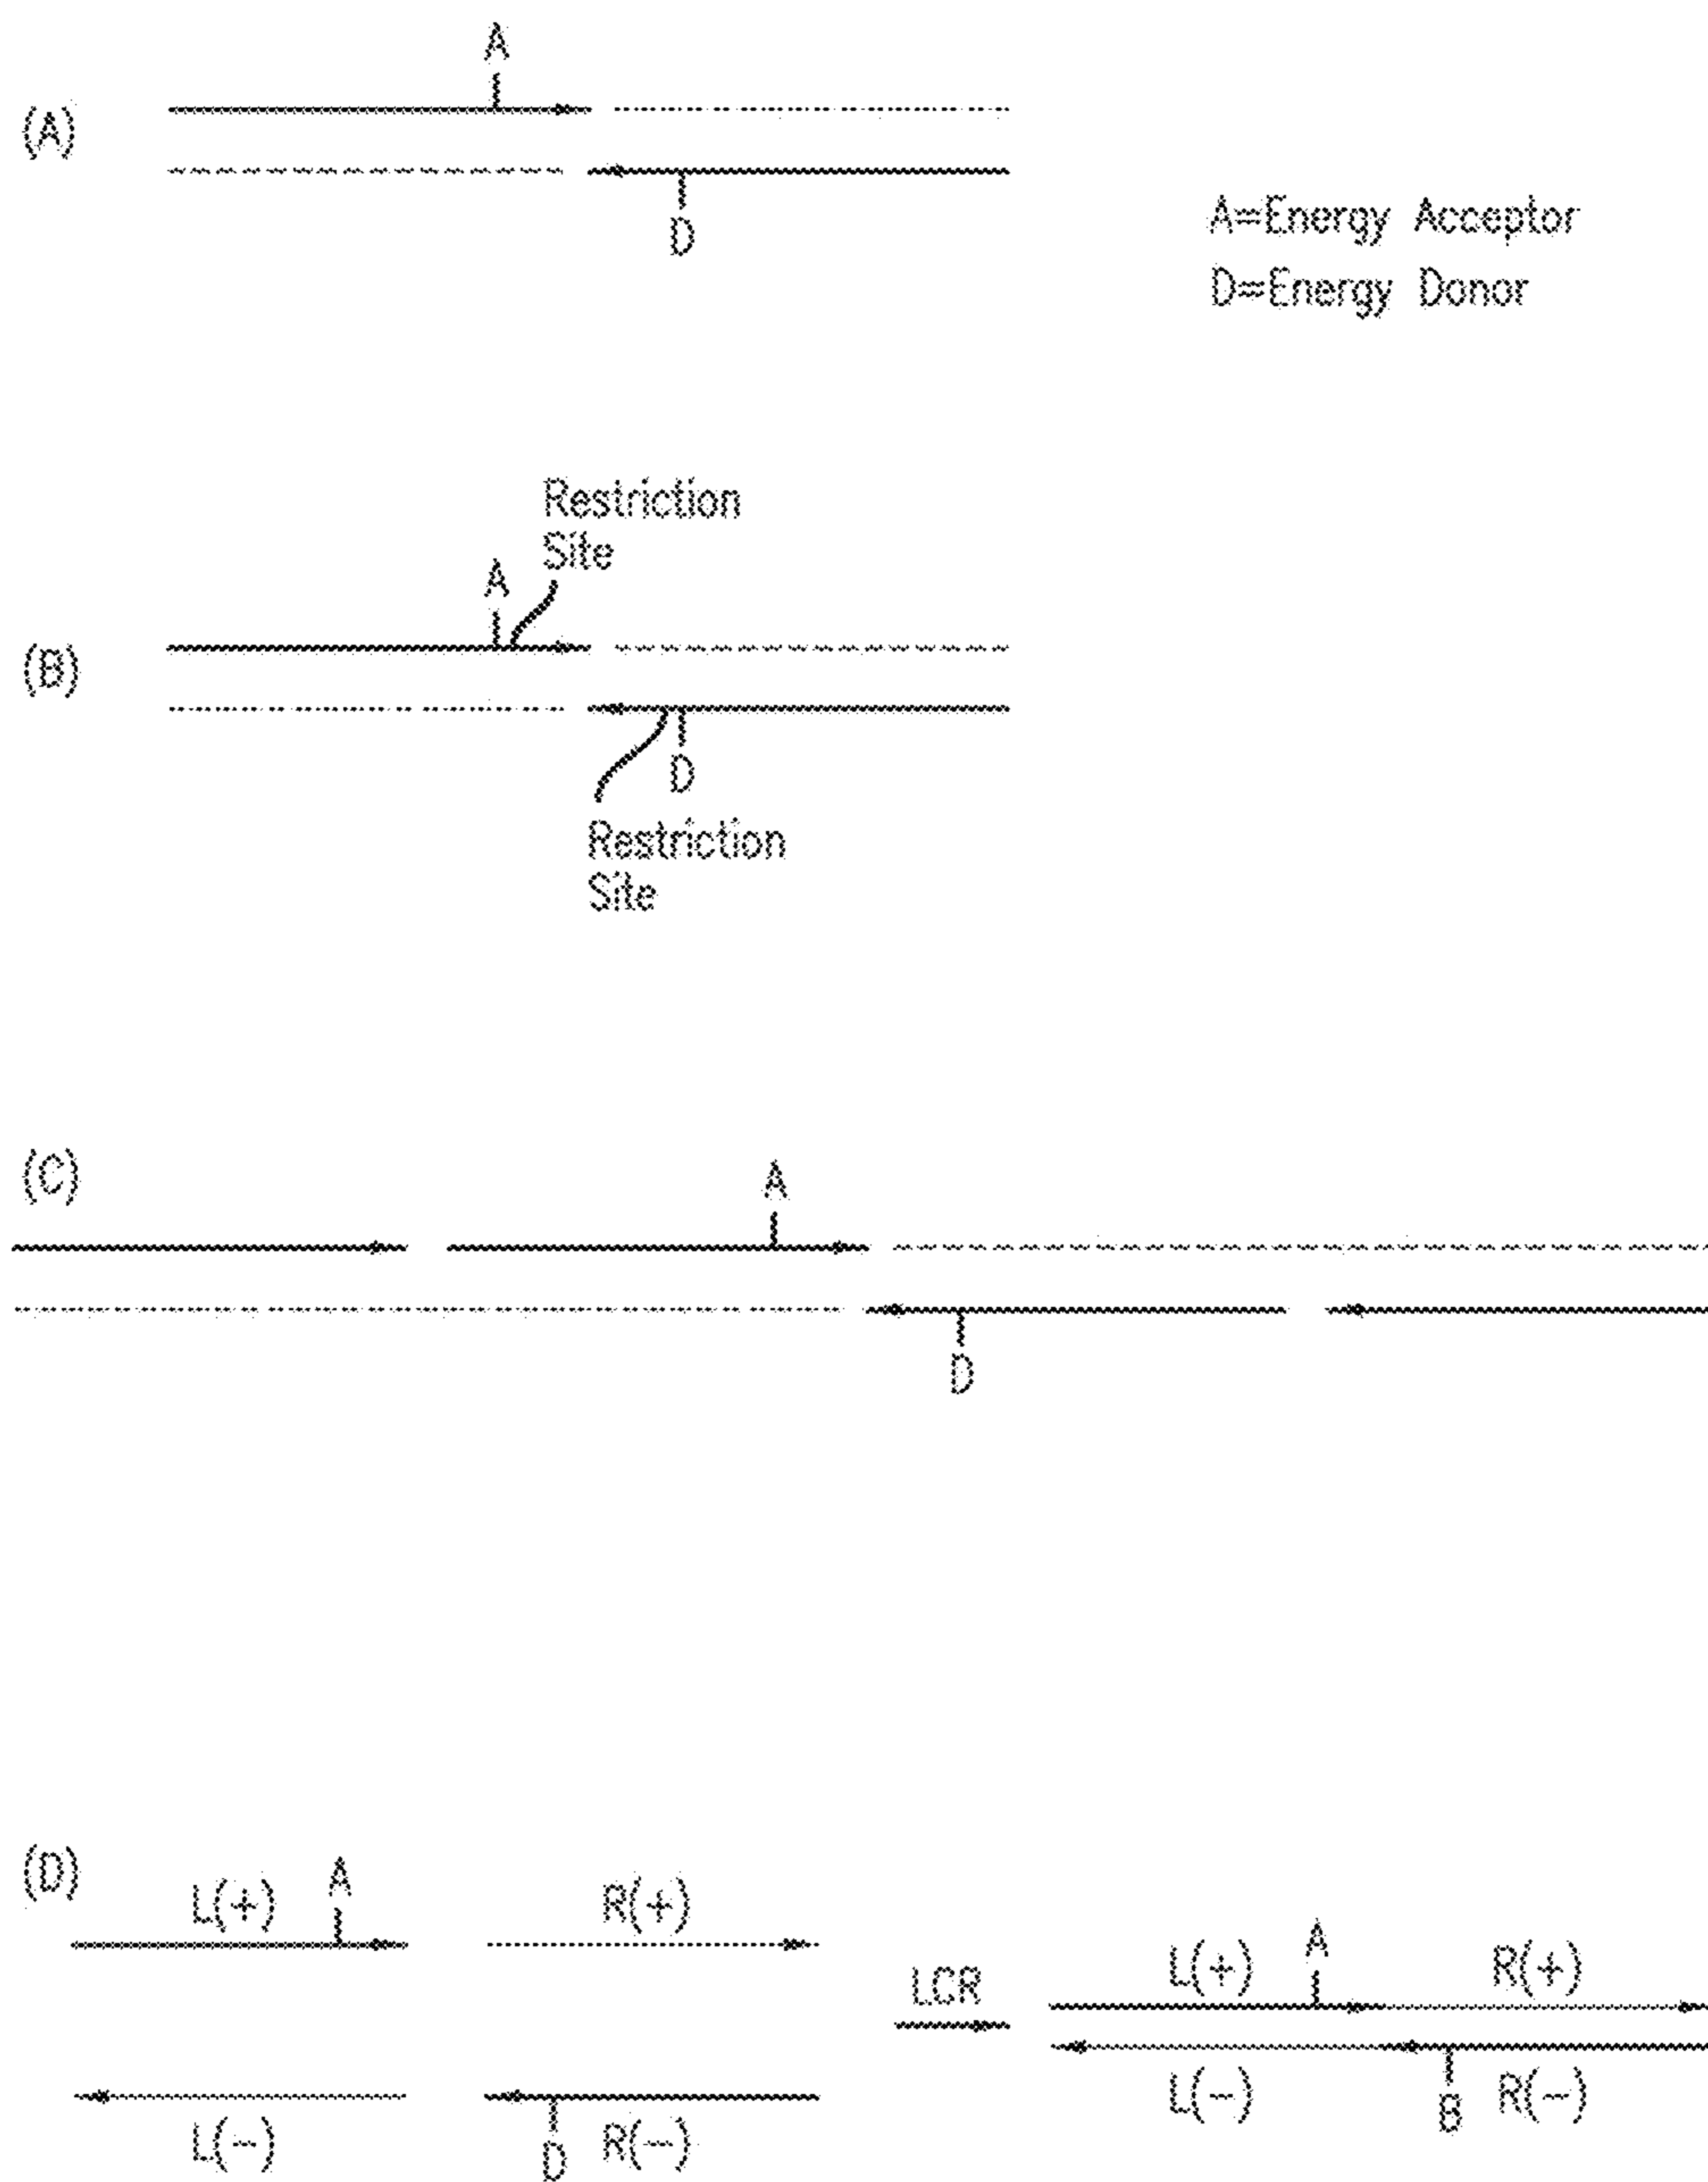 A
(A)
D
A=Energy Acceptor
D=Energy Donor
Restriction
Site
A
(B)
D
Restriction
Site
(C)
A
D
(D)
L(+) A R(+)
LCR
L(+) A R(+)
L(-) B R(-)
L(-) D R(-)